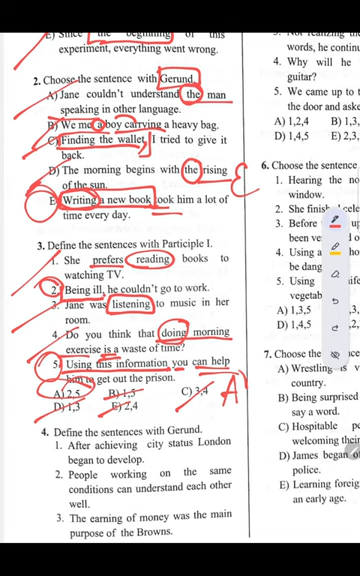 E) Since the beginning of this
experiment, everything went wrong.
2. Choose the sentence with Gerund.
A) Jane couldn't understand the man
speaking in other language.
B) We met a boy carrying a heavy bag.
C) Finding the wallet, I tried to give it
back.
D) The morning begins with the rising
of the sun.
E
E) Writing a new book took him a lot of
time every day.
3. Define the sentences with Participle I.
1. She prefers reading books to
watching TV.
2. Being ill, he couldn't go to work.
3. Jane was listening to music in her
room.
4. Do you think that doing morning
exercise is a waste of time?
5. Using this information you can help
him to get out the prison.
A) 2,5 B) 1,5 C) 3,4
D) 1,3 E) 2,4
A
4. Define the sentences with Gerund.
1. After achieving city status London
began to develop.
2. People working on the same
conditions can understand each other
well.
3. The earning of money was the main
purpose of the Browns.
words, he continu
4. Why will he
guitar?
5. We came up to t
the door and aske
A) 1,2,4 B) 1,3,
D) 1,4,5 E) 2,3,
6. Choose the sentence
1. Hearing the no
window.
2. She finish cele
3. Before
been ve d o
4. Using a ho
be dang
5. Using nife
vegetab
A) 1,3,5 ,3,
D) 1,4,5 ,2,
7. Choose the
A) Wrestling is v
country.
B) Being surprised
say a word.
C) Hospitable pe
welcoming thei
D) James began o
police.
E) Learning foreig
an early age.